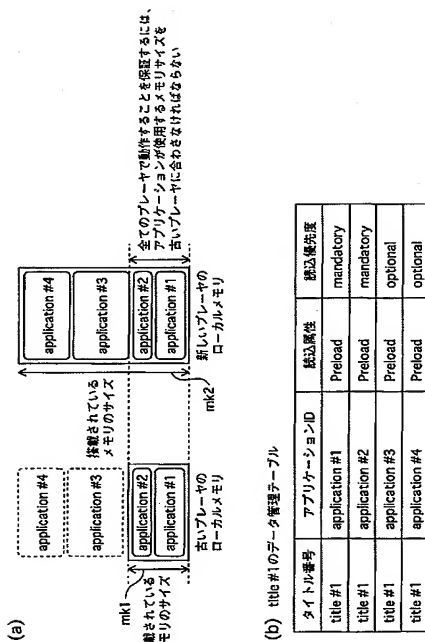 (a)
application #4
application #3
application #2
application #1
古いプレーヤの
ローカルメモリ
mk1
載されている
モリのサイズ
搭載されている
メモリのサイズ
application #4
application #3
application #2
application #1
新しいプレーヤの
ローカルメモリ
mk2
全てのプレーヤで動作することを保証するには、
アプリケーションが使用するメモリサイズを
古いプレーヤに合わさなければならない
(b) title #1のデータ管理テーブル
タイトル番号 アプリケーションID 読込属性 読込優先度
title #1 application #1 Preload mandatory
title #1 application #2 Preload mandatory
title #1 application #3 Preload optional
title #1 application #4 Preload optional